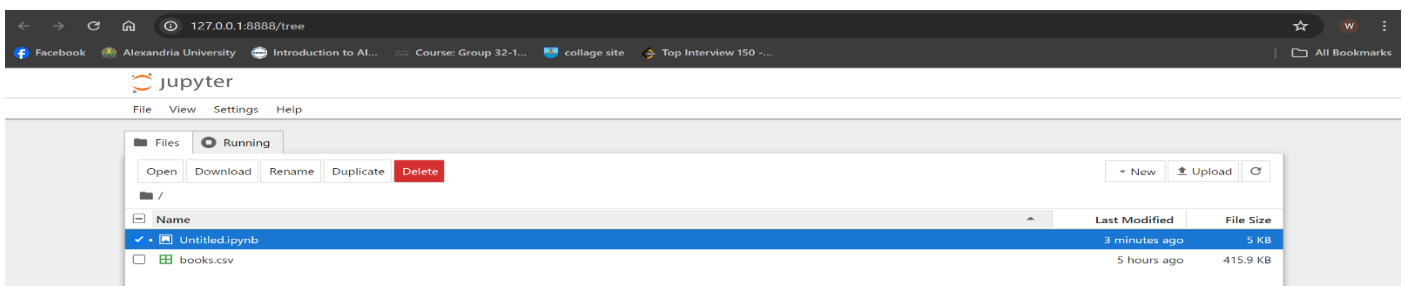 127.0.0.1:8888/tree W
Facebook Alexandria University Introduction to AI... Course: Group 32-1... collage site Top Interview 150 -... All Bookmarks
jupyter
File View Settings Help
Files Running
Open Download Rename Duplicate Delete New Upload
/
Name Last Modified File Size
Untitled.ipynb 3 minutes ago 5 KB
books.csv 5 hours ago 415.9 KB